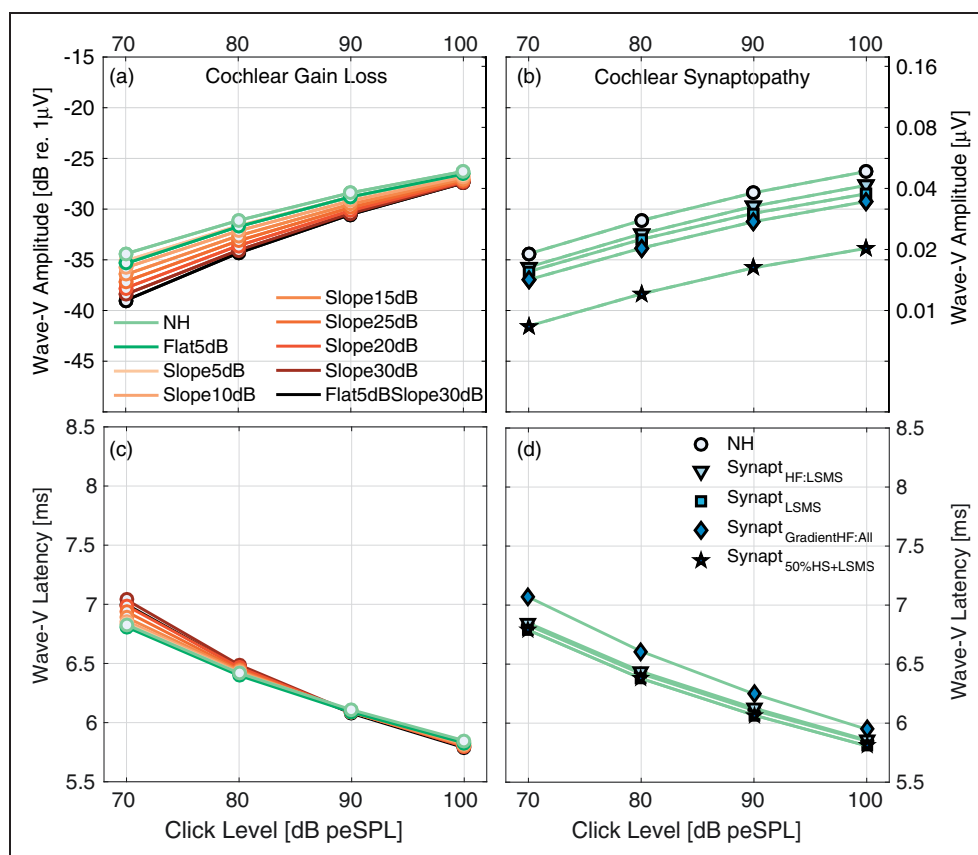 70 80 90 100
70 80 90 100
(a) Cochlear Gain Loss
(b) Cochlear Synaptopathy
Wave-V Amplitude [dB re. 1µV]
-15
-20
-25
-30
-35
-40
-45
NH
Flat5dB
Slope5dB
Slope10dB
Slope15dB
Slope25dB
Slope20dB
Slope30dB
Flat5dBSlope30dB
0.16
0.08
0.04
0.02
0.01
Wave-V Amplitude [µV]
(c)
Wave-V Latency [ms]
8.5
8
7.5
7
6.5
6
5.5
70 80 90 100
Click Level [dB peSPL]
(d)
NH
Synapt HF:LSMS
Synapt LSMS
Synapt GradientHF:All
Synapt 50%HS+LSMS
8.5
8
7.5
7
6.5
6
5.5
Wave-V Latency [ms]
70 80 90 100
Click Level [dB peSPL]